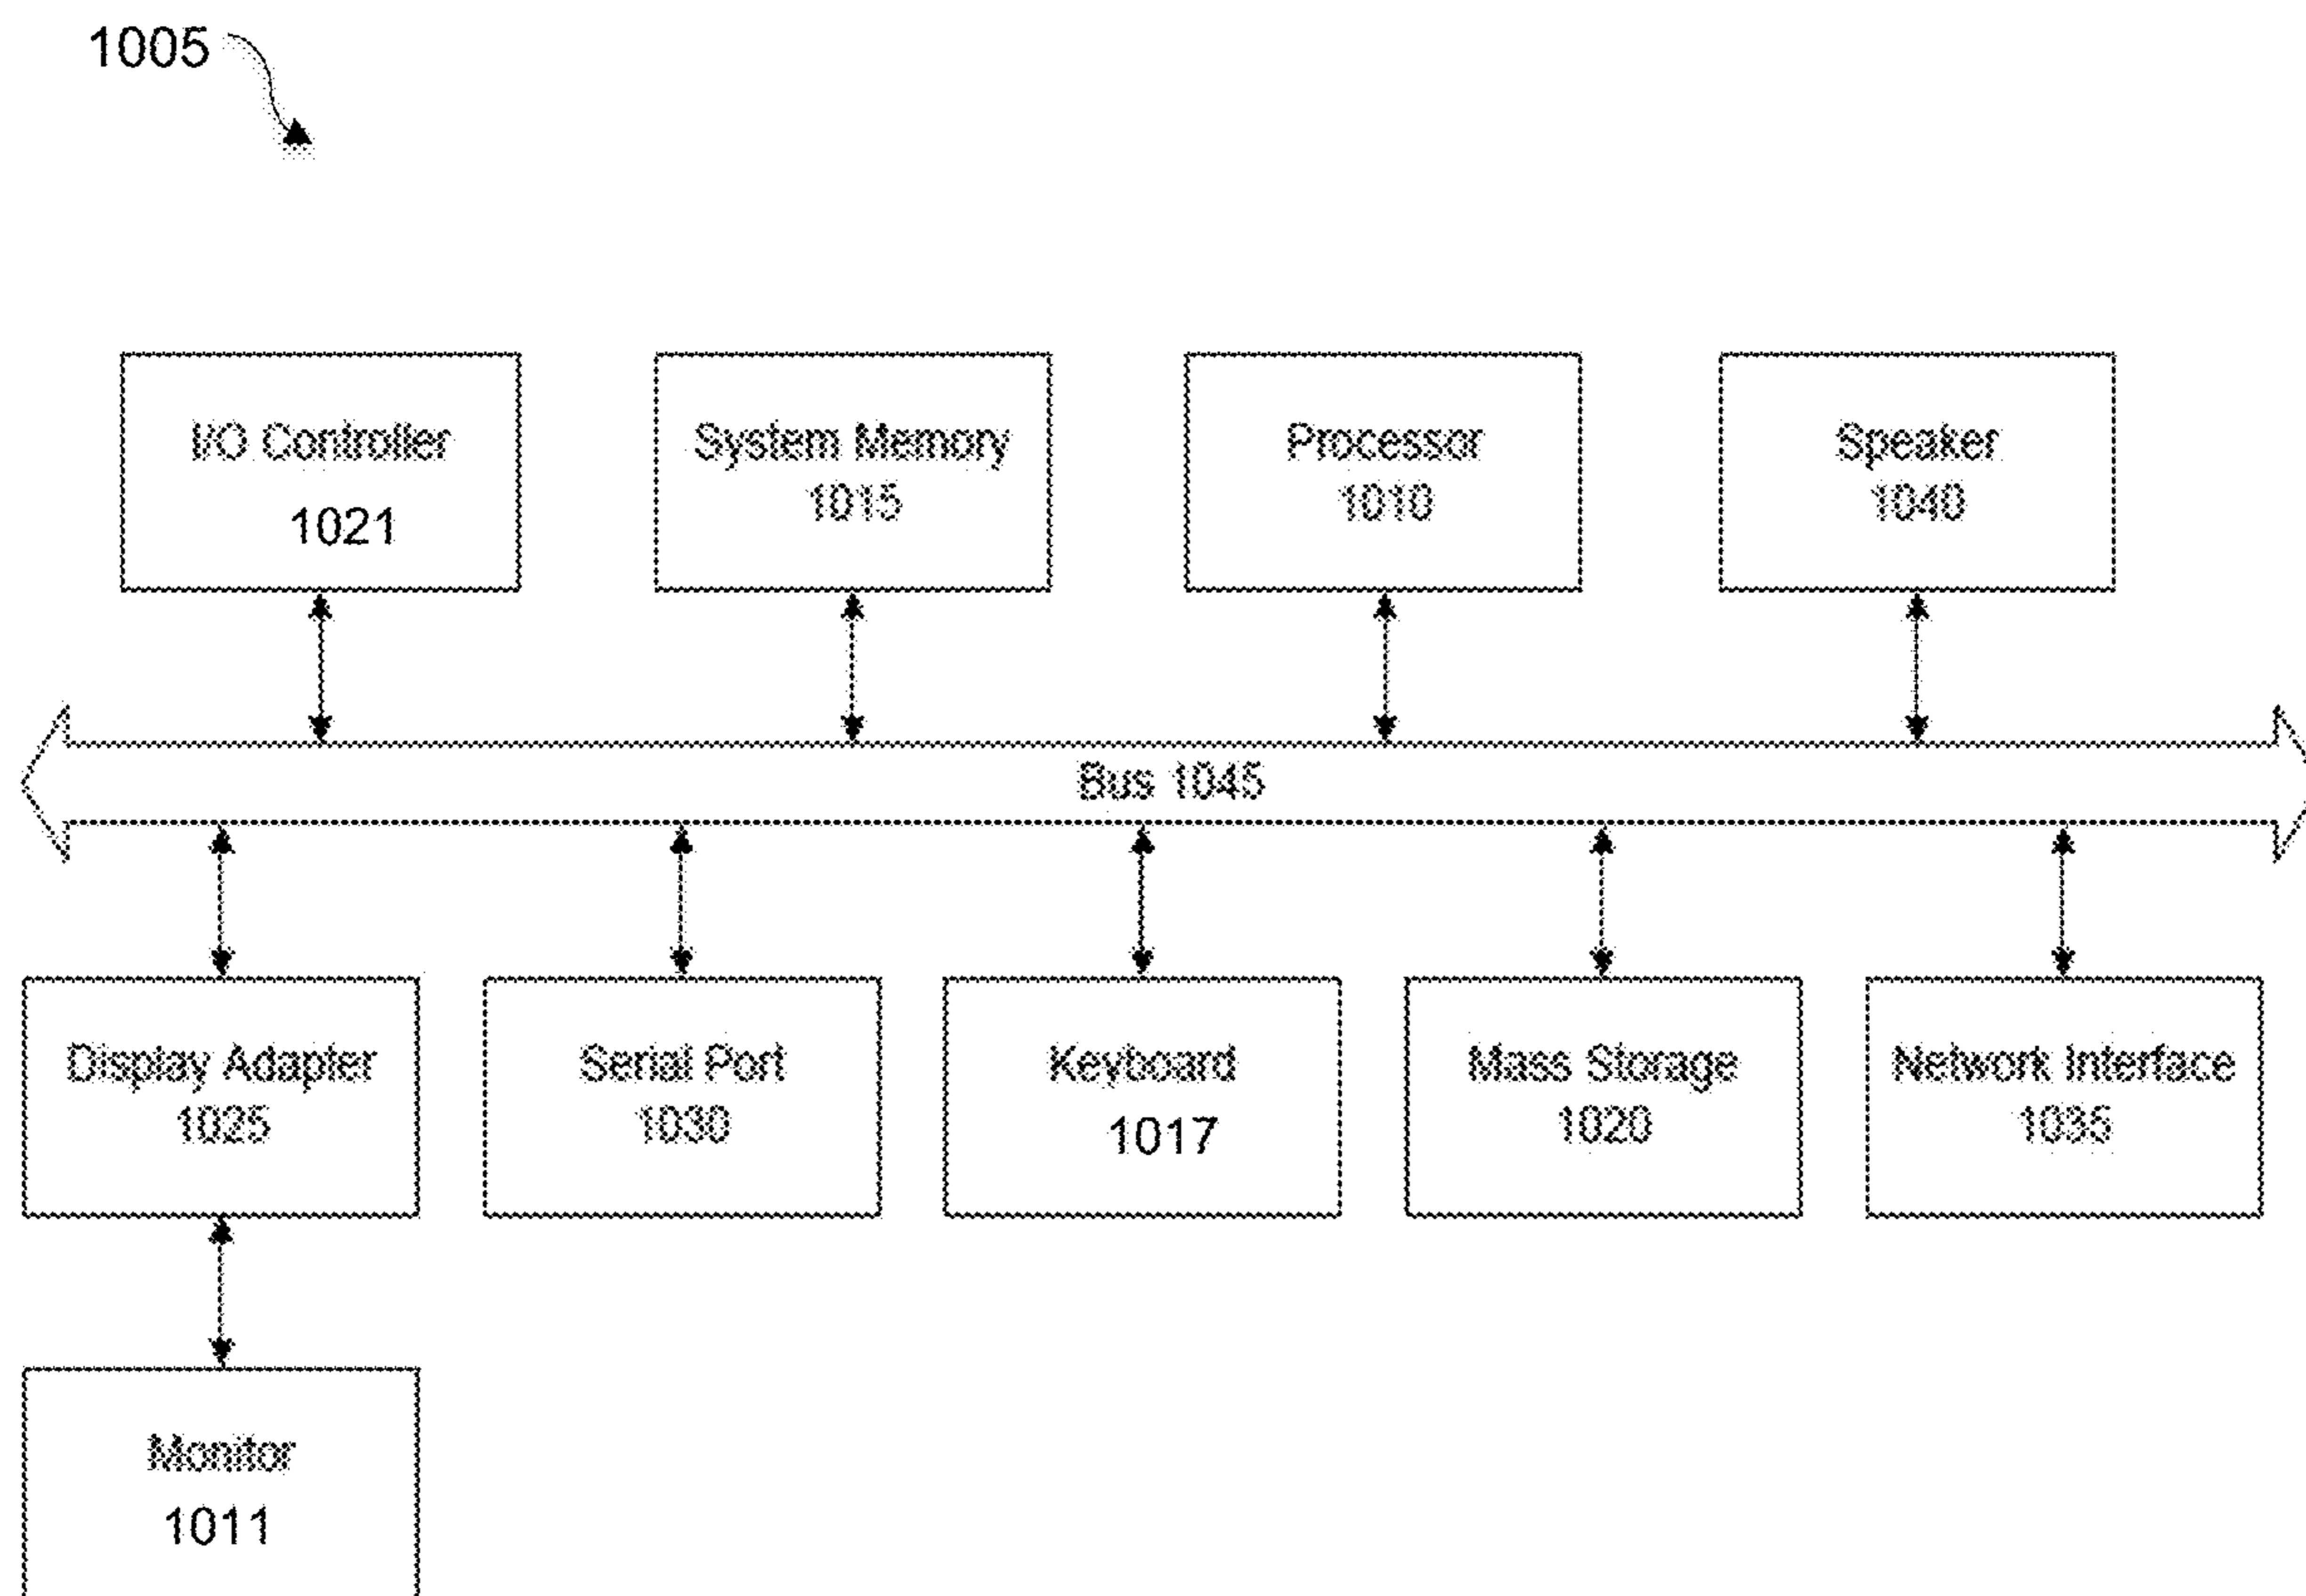 1005
I/O Controller
1021
System Memory
1015
Processor
1010
Speaker
1040
Bus 1045
Display Adapter
1025
Serial Port
1030
Keyboard
1017
Mass Storage
1020
Network Interface
1035
Monitor
1011